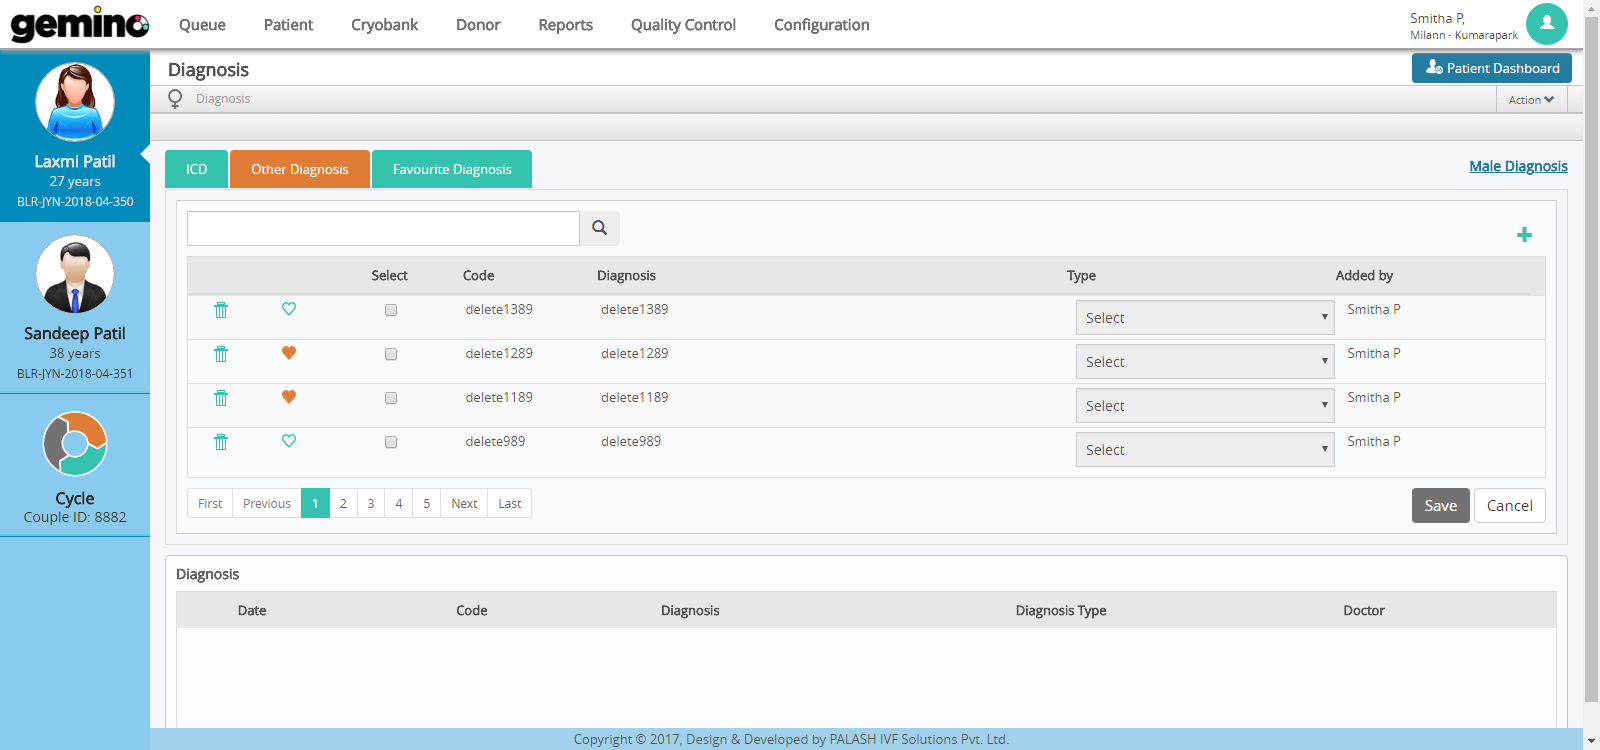 gemino
Queue Patient Cryobank Donor Reports Quality Control Configuration
Smitha P,
Milann - Kumarapark
Laxmi Patil
27 years
BLR-JYN-2018-04-350
Sandeep Patil
38 years
BLR-JYN-2018-04-351
Cycle
Couple ID: 8882
Diagnosis
Patient Dashboard
Diagnosis
Action
ICD Other Diagnosis Favourite Diagnosis
Male Diagnosis
Select Code Diagnosis Type Added by
delete1389 delete1389 Select Smitha P
delete1289 delete1289 Select Smitha P
delete1189 delete1189 Select Smitha P
delete989 delete989 Select Smitha P
First Previous 1 2 3 4 5 Next Last
Save Cancel
Diagnosis
Date Code Diagnosis Diagnosis Type Doctor
Copyright © 2017, Design & Developed by PALASH IVF Solutions Pvt. Ltd.